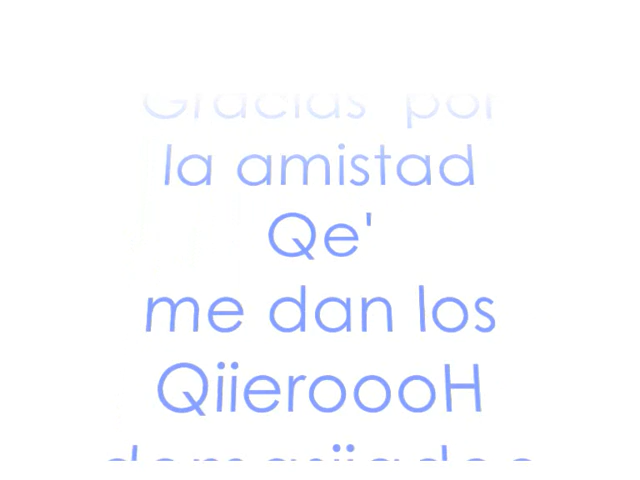 Gracias por
la amistad
Qe'
me dan los
QiieroooH